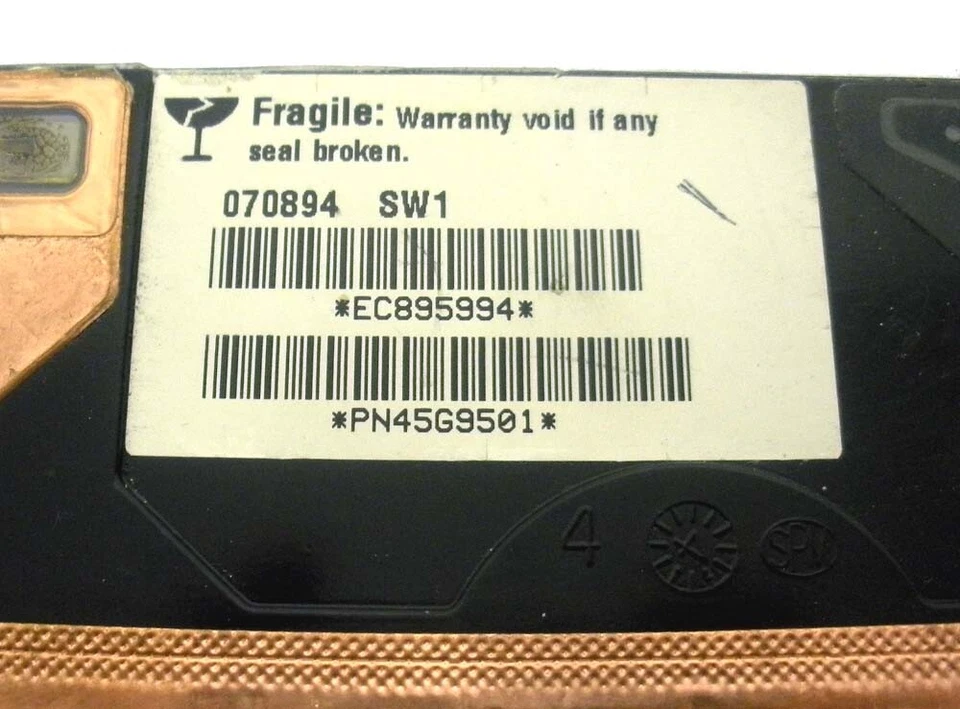 Fragile: Warranty void if any
seal broken.
070894 SW1
*EC895994*
*PN45G9501*
4